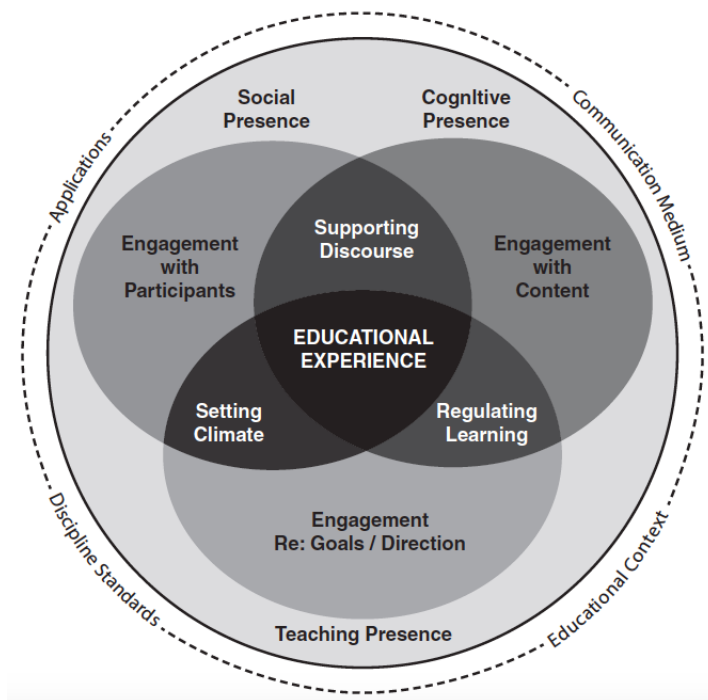 Social
Presence
CognItive
Presence
Applications
Communication Medium
Supporting
Discourse
Engagement
with
Participants
Engagement
with
Content
EDUCATIONAL
EXPERIENCE
Setting
Climate
Regulating
Learning
Engagement
Re: Goals / Direction
Discipline Standards
Educational Context
Teaching Presence